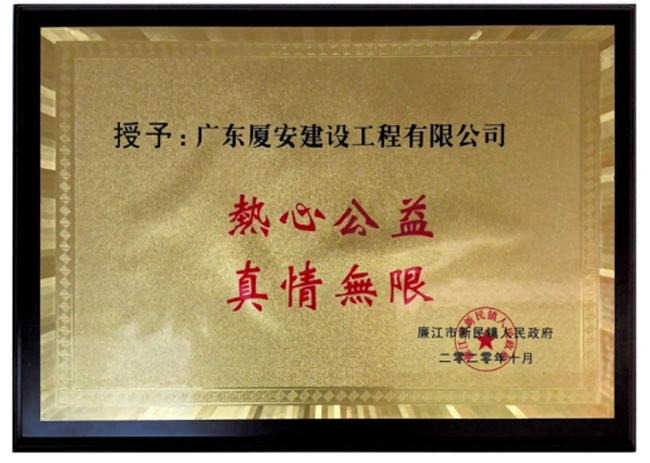 授予：广东厦安建设工程有限公司
熱心公益
真情無限
廉江市新民镇人民政府
二零二零年十月